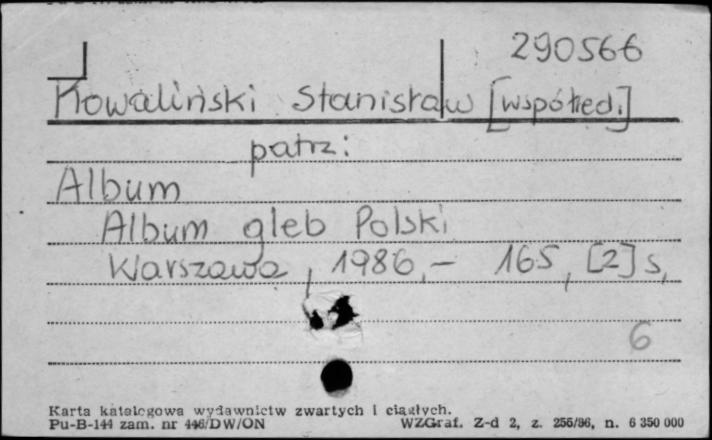 290566
Kowaliński Stanisław [współred.]
patrz:
Album
Album gleb Polski
Warszawa, 1986.- 165, [2] s,
6
Karta katalogowa wydawnictw zwartych i ciągłych.
Pu-B-144 zam. nr 446/DW/ON WZGraf. Z-d 2, z. 256/86, n. 6 350 000